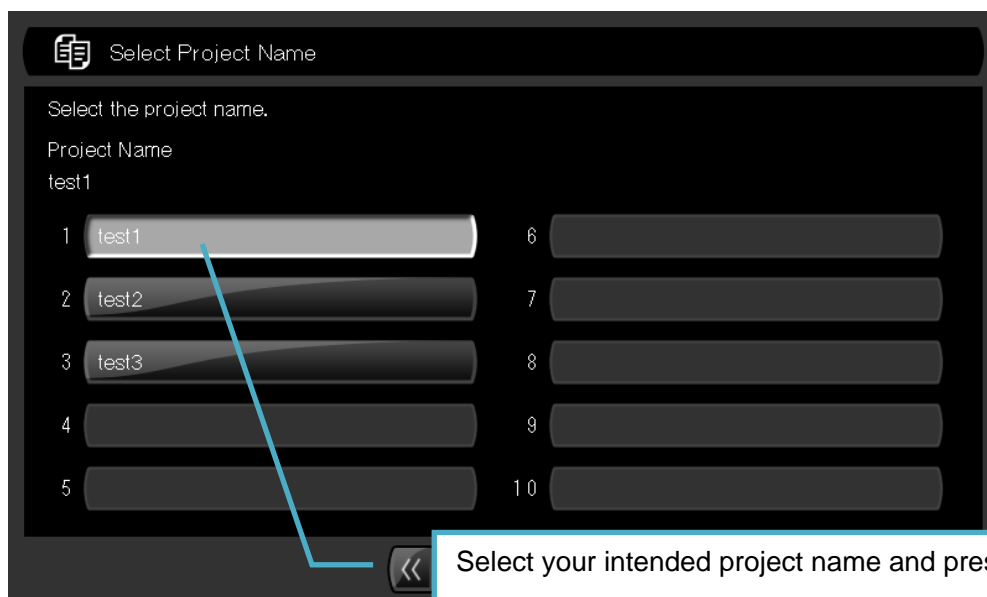 Select Project Name
Select the project name.
Project Name
test1
1 test1
2 test2
3 test3
4
5
6
7
8
9
10
Select your intended project name and